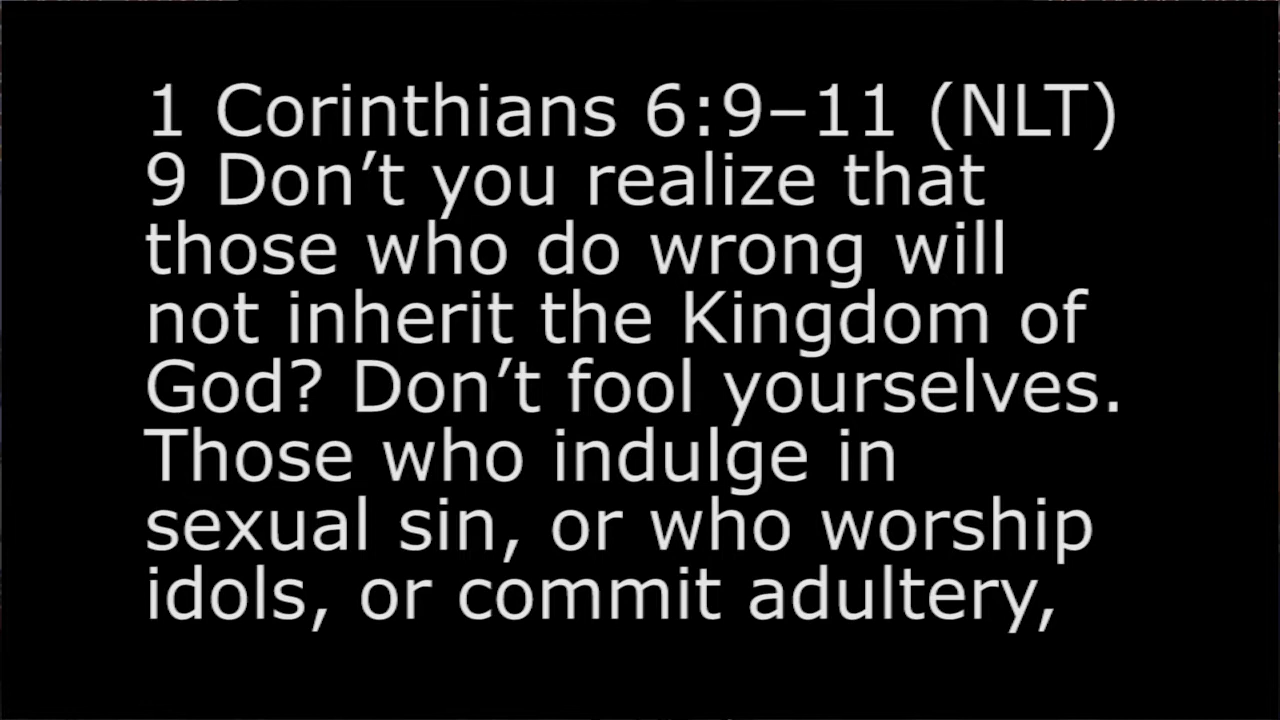 1 Corinthians 6:9–11 (NLT)
9 Don’t you realize that
those who do wrong will
not inherit the Kingdom of
God? Don’t fool yourselves.
Those who indulge in
sexual sin, or who worship
idols, or commit adultery,